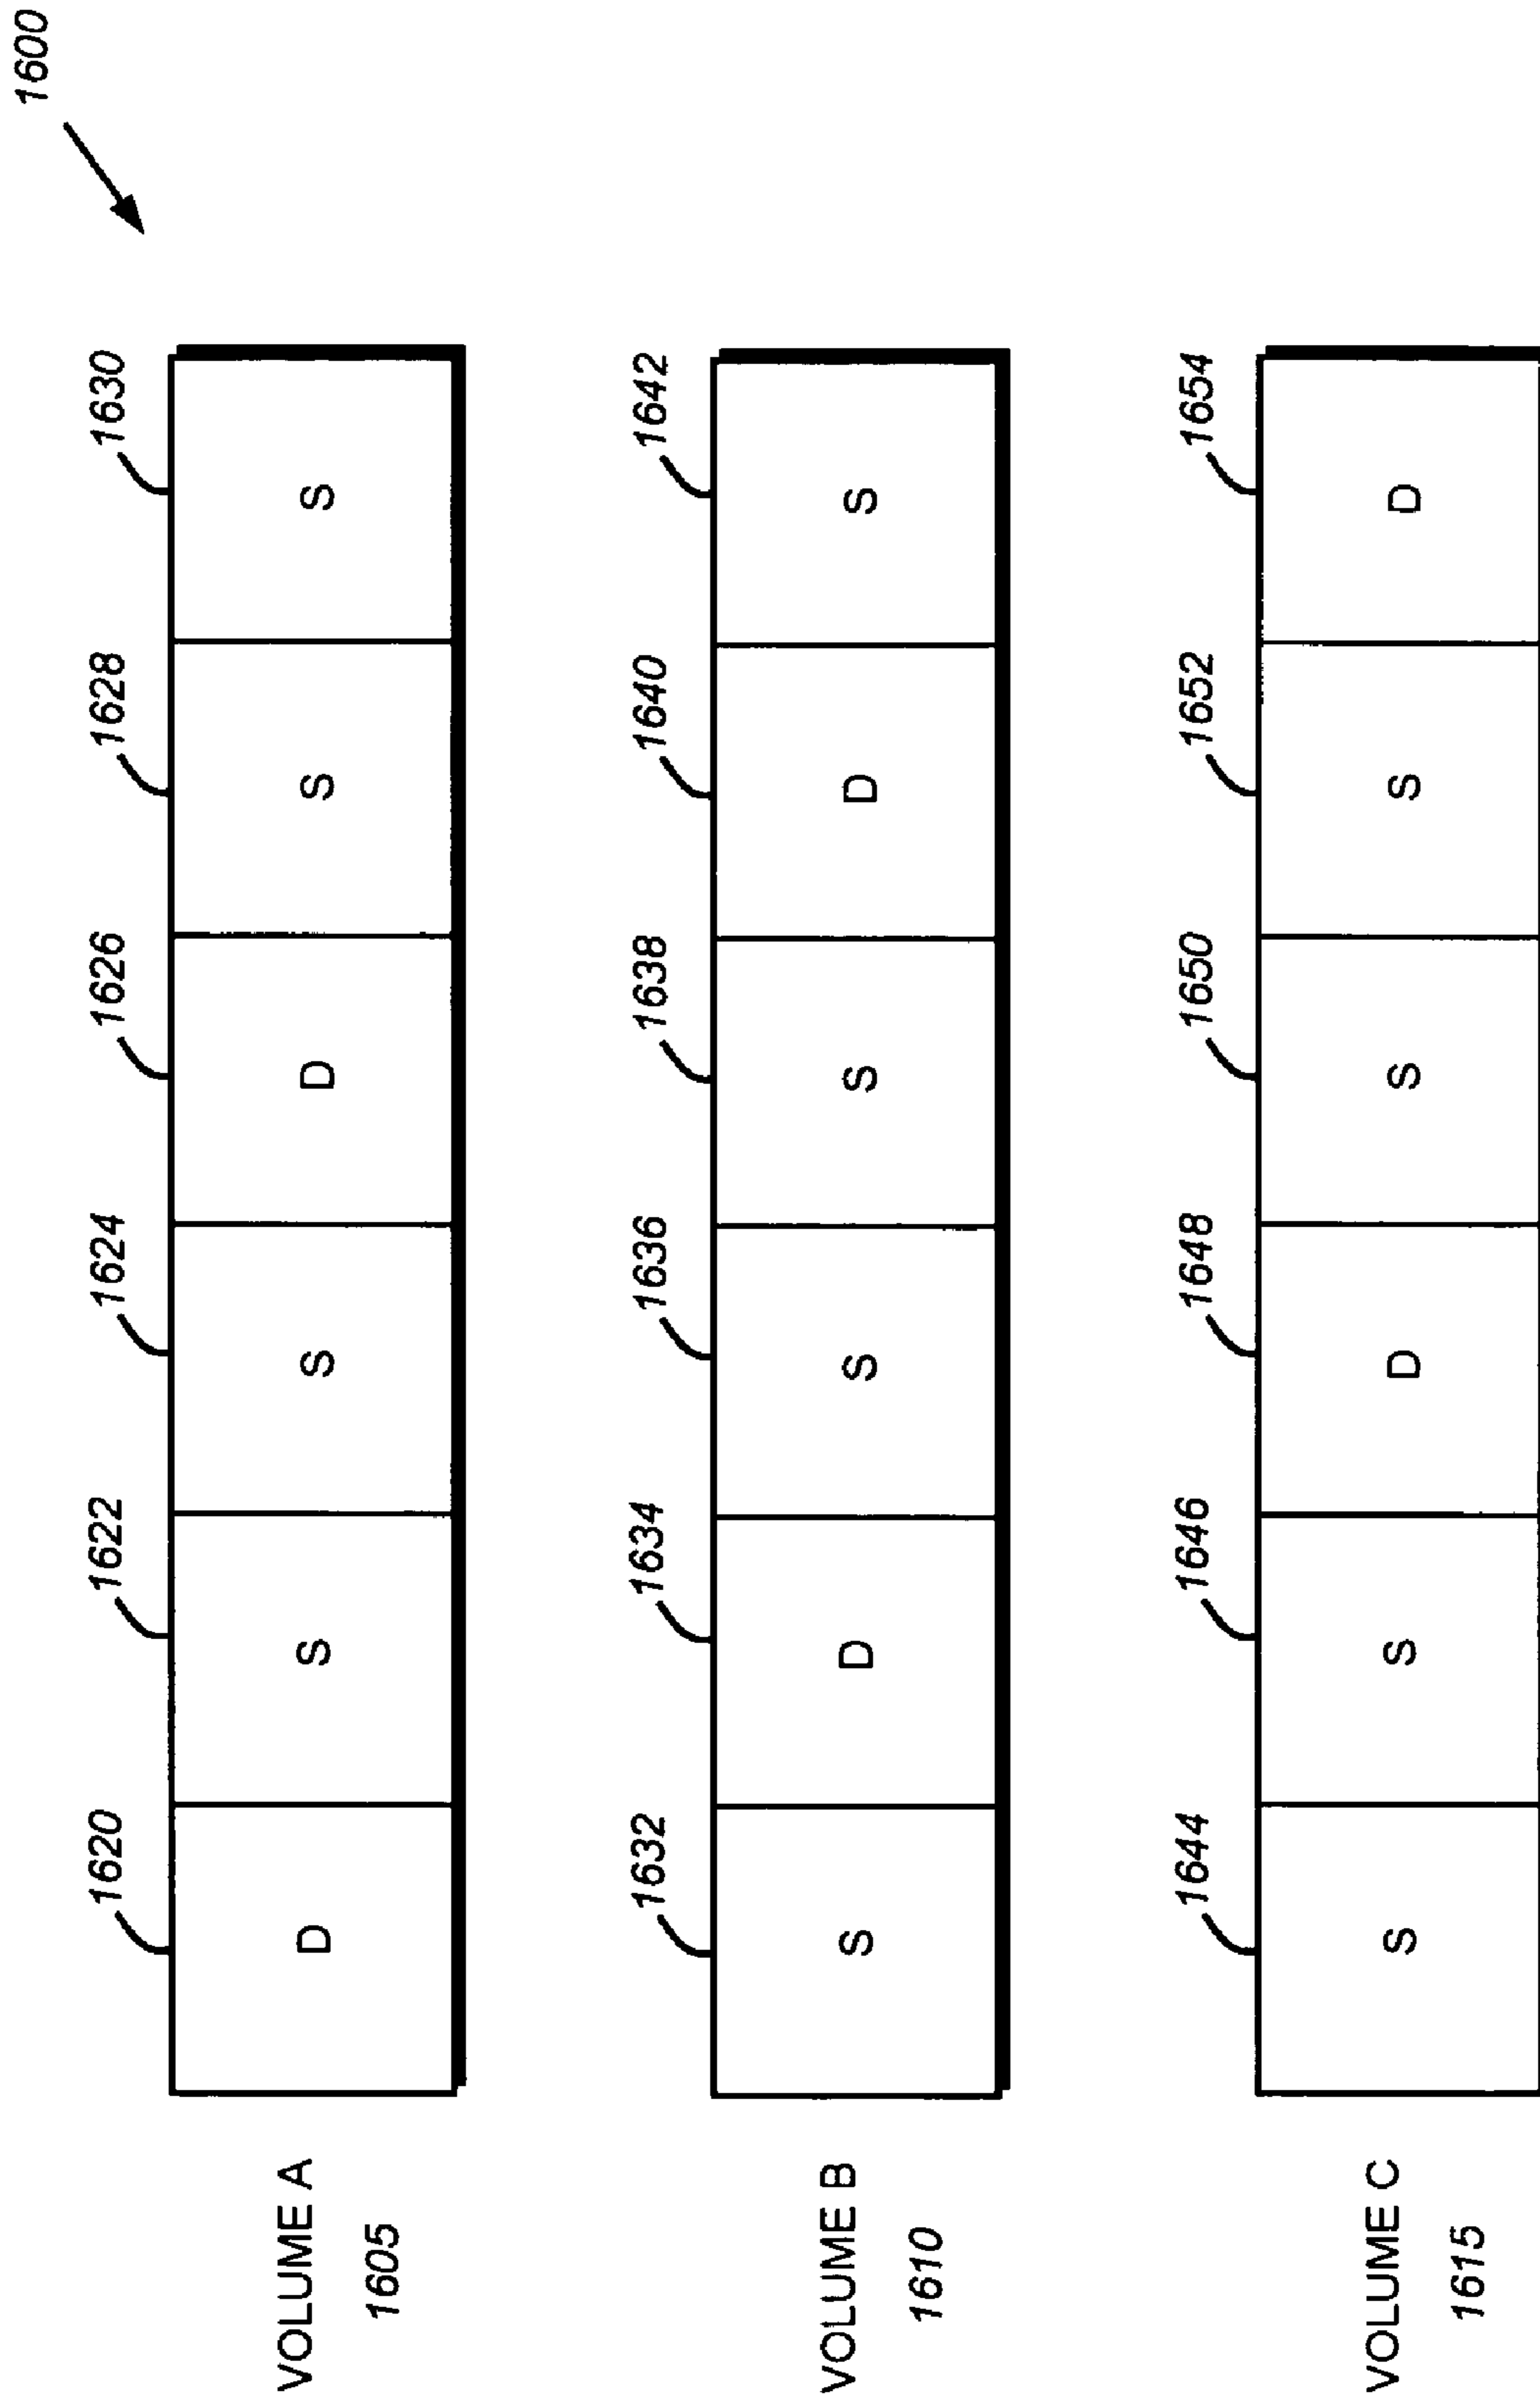 1600
1620 1622 1624 1626 1628 1630
VOLUME A D S S D S S
1605
1632 1634 1636 1638 1640 1642
VOLUME B S D S S D S
1610
1644 1646 1648 1650 1652 1654
VOLUME C S S D S S D
1615